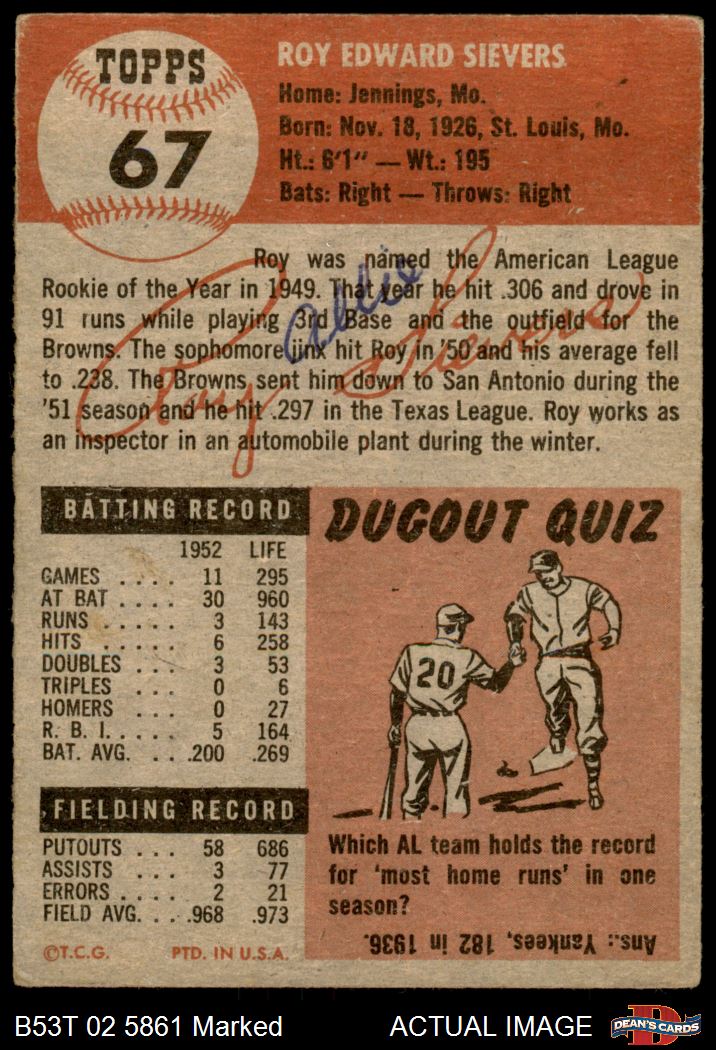 TOPPS
67
ROY EDWARD SIEVERS
Home: Jennings, Mo.
Born: Nov. 18, 1926, St. Louis, Mo.
Ht.: 6'1" — Wt.: 195
Bats: Right — Throws: Right
Roy was named the American League
Rookie of the Year in 1949. That year he hit .306 and drove in
91 runs while playing 3rd Base and the outfield for the
Browns. The sophomore jinx hit Roy in '50 and his average fell
to .238. The Browns sent him down to San Antonio during the
'51 season and he hit .297 in the Texas League. Roy works as
an inspector in an automobile plant during the winter.
Roy Sievers
Allie
BATTING RECORD
1952 LIFE
GAMES .... 11 295
AT BAT .... 30 960
RUNS ..... 3 143
HITS ..... 6 258
DOUBLES ... 3 53
TRIPLES ... 0 6
HOMERS ... 0 27
R. B. I. .... 5 164
BAT. AVG. ... .200 .269
FIELDING RECORD
PUTOUTS ... 58 686
ASSISTS ... 3 77
ERRORS .... 2 21
FIELD AVG. ... .968 .973
©T.C.G. PTD. IN U.S.A.
DUGOUT QUIZ
20
Which AL team holds the record
for 'most home runs' in one
season?
Ans.: Yankees, 182 in 1936.
B53T 02 5861 Marked
ACTUAL IMAGE
DEAN'S CARDS